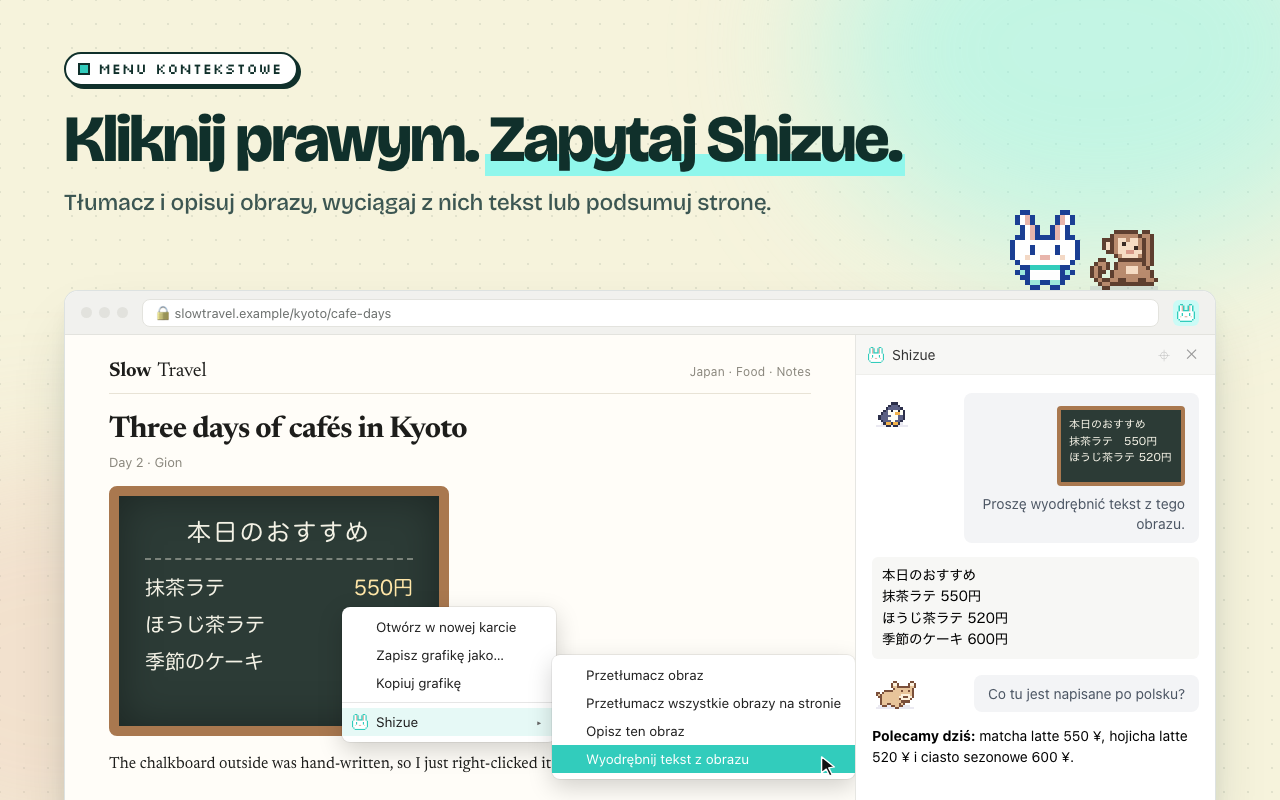 MENU KONTEKSTOWE
Kliknij prawym. Zapytaj Shizue.
Tłumacz i opisuj obrazy, wyciągaj z nich tekst lub podsumuj stronę.
slowtravel.example/kyoto/cafe-days
Slow Travel
Japan · Food · Notes
Three days of cafés in Kyoto
Day 2 · Gion
本日のおすすめ
抹茶ラテ 550円
ほうじ茶ラテ
季節のケーキ
The chalkboard outside was hand-written, so I just right-clicked it
Otwórz w nowej karcie
Zapisz grafikę jako...
Kopiuj grafikę
Shizue
Przetłumacz obraz
Przetłumacz wszystkie obrazy na stronie
Opisz ten obraz
Wyodrębnij tekst z obrazu
Shizue
本日のおすすめ
抹茶ラテ 550円
ほうじ茶ラテ 520円
Proszę wyodrębnić tekst z tego
obrazu.
本日のおすすめ
抹茶ラテ 550円
ほうじ茶ラテ 520円
季節のケーキ 600円
Co tu jest napisane po polsku?
Polecamy dziś: matcha latte 550 ¥, hojicha latte
520 ¥ i ciasto sezonowe 600 ¥.